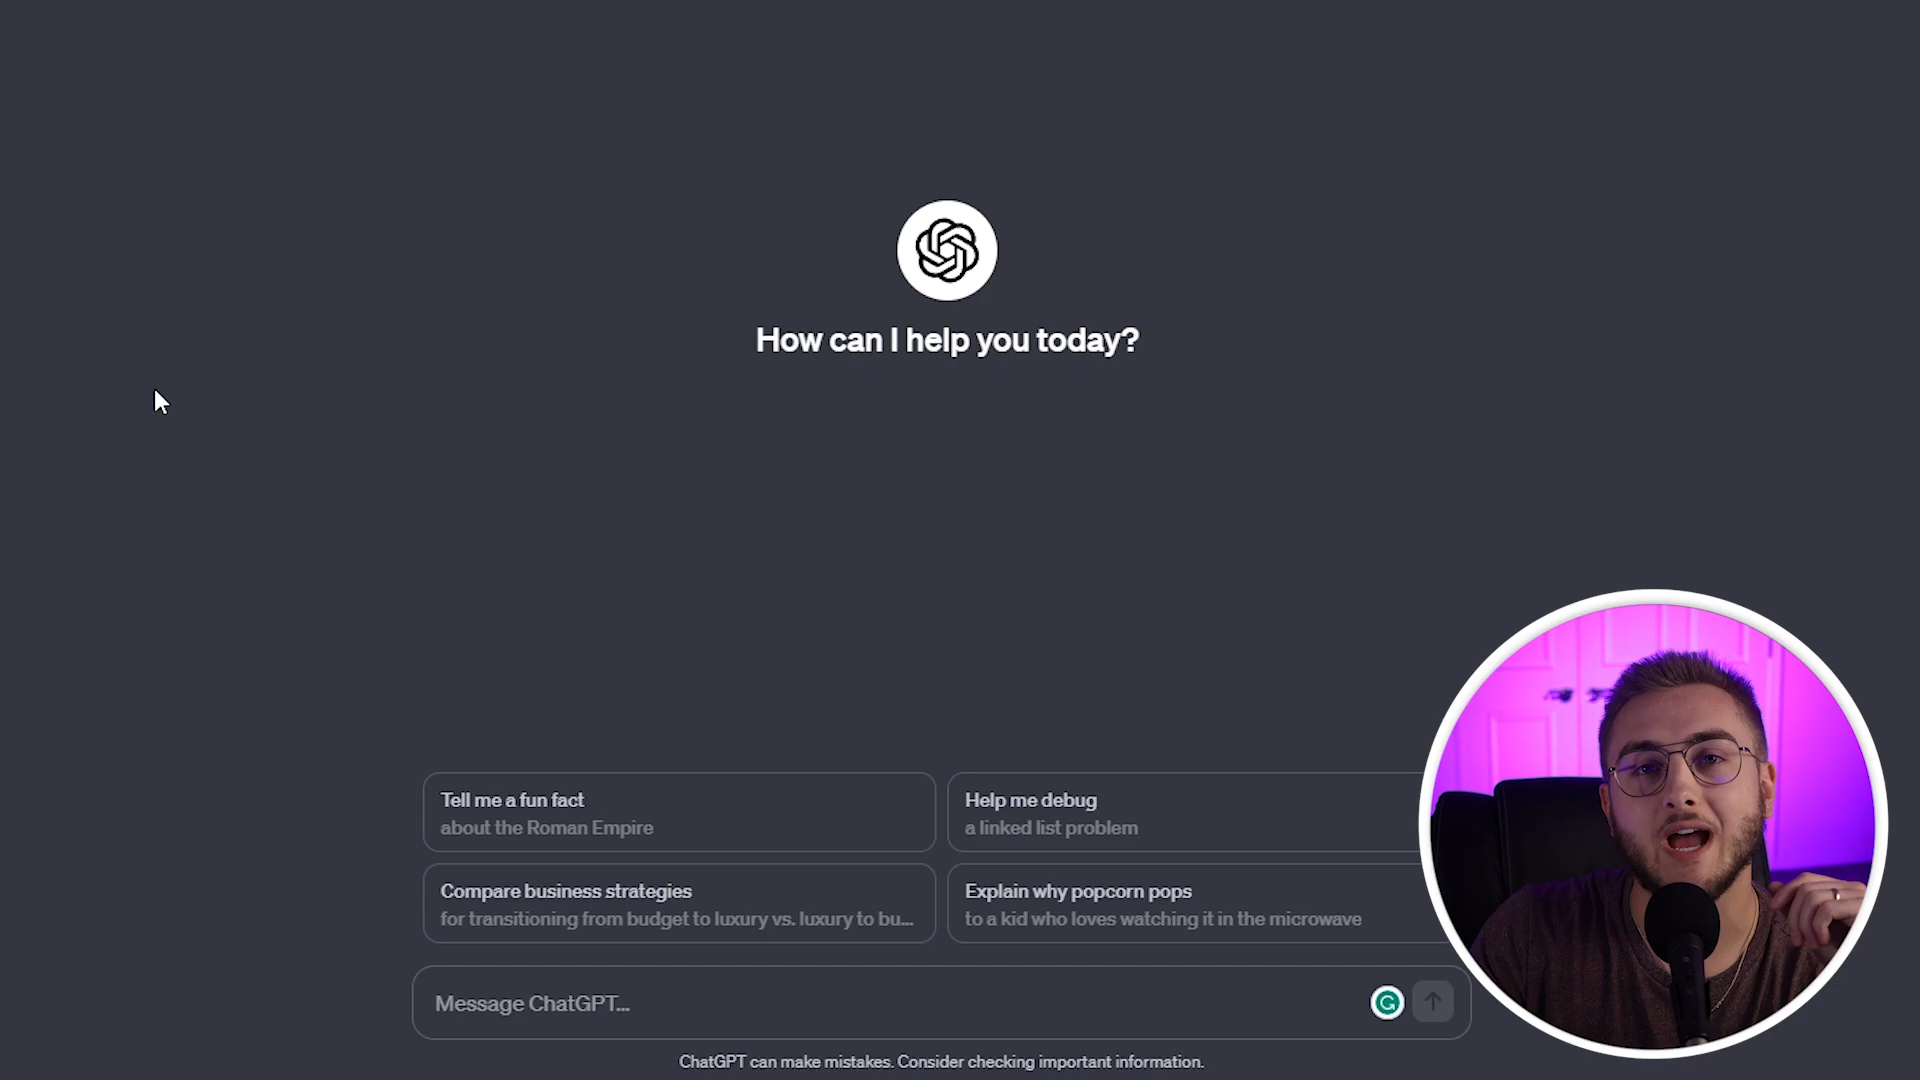 How can I help you today?
Tell me a fun fact
about the Roman Empire
Help me debug
a linked list problem
Compare business strategies
for transitioning from budget to luxury vs. luxury to bu...
Explain why popcorn pops
to a kid who loves watching it in the microwave
Message ChatGPT...
ChatGPT can make mistakes. Consider checking important information.